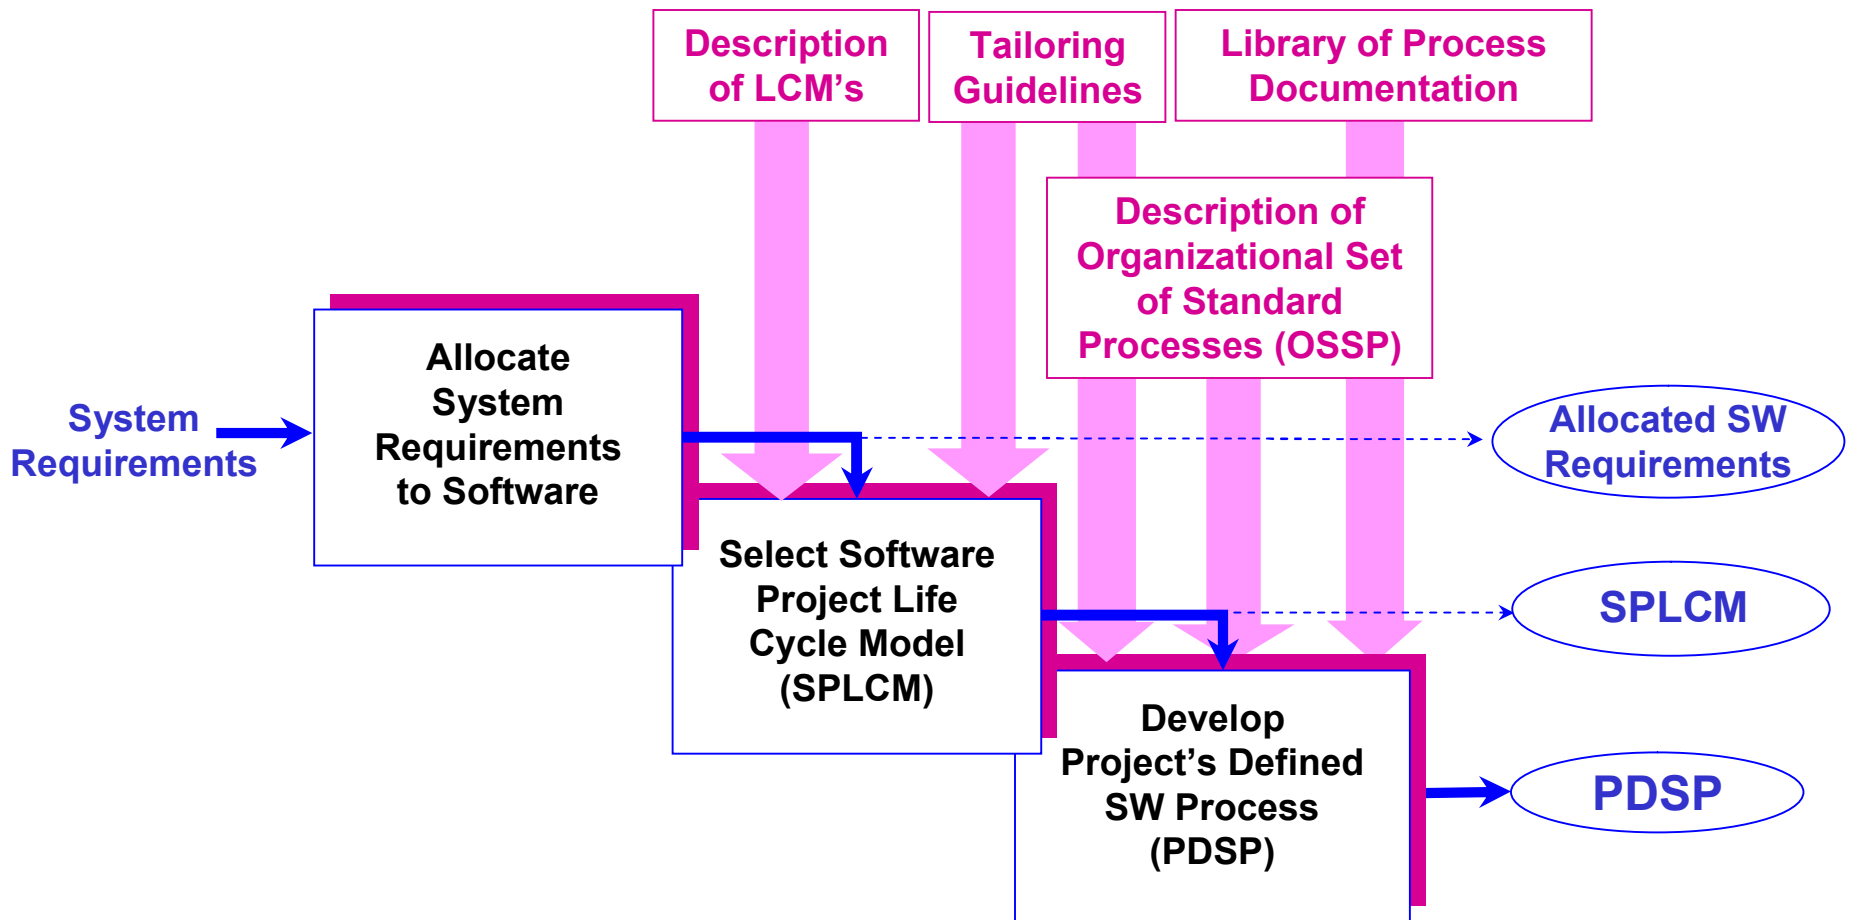 Description
of LCM’s
Tailoring
Guidelines
Library of Process
Documentation
Description of
Organizational Set
of Standard
Processes (OSSP)
Allocate
System
Requirements
to Software
System
Requirements
Allocated SW
Requirements
Select Software
Project Life
Cycle Model
(SPLCM)
SPLCM
Develop
Project’s Defined
SW Process
(PDSP)
PDSP